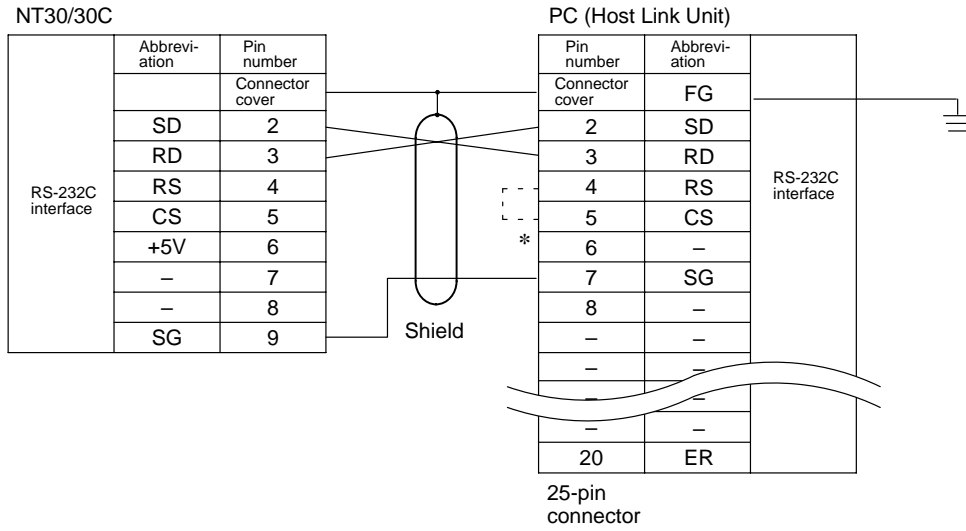 NT30/30C
PC (Host Link Unit)
Abbrevi-
ation
Pin
number
Pin
number
Abbrevi-
ation
Connector
cover
Connector
cover
FG
SD 2 2 SD
RD 3 3 RD
RS 4 4 RS
RS-232C
interface
RS-232C
interface
CS 5 5 CS
+5V 6 * 6 –
– 7 7 SG
– 8 8 –
SG 9 Shield – –
– –
– –
– –
20 ER
25-pin
connector